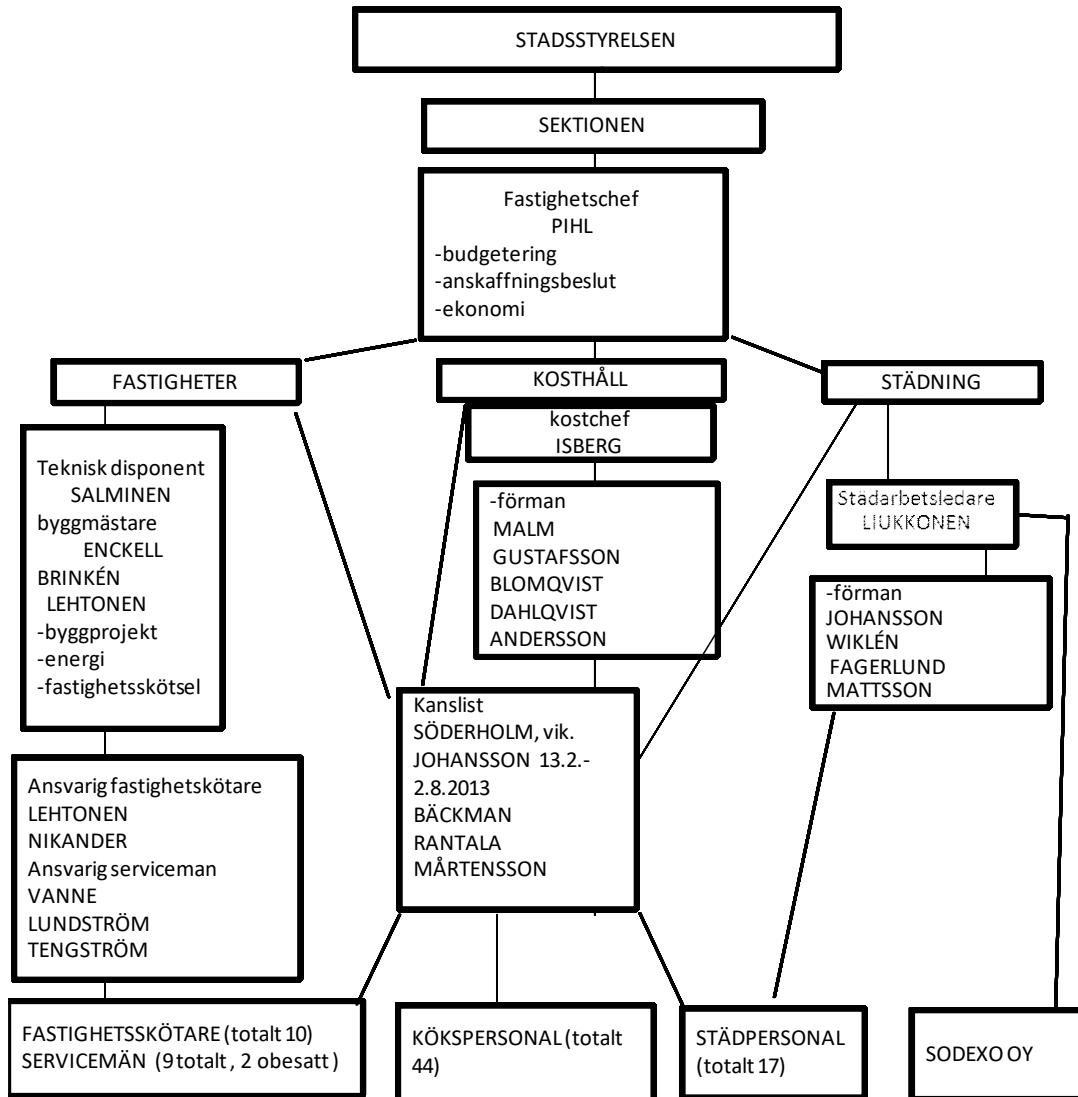 STADSSTYRELSEN
SEKTIONEN
Fastighetschef
PIHL
-budgetering
-anskaffningsbeslut
-ekonomi
FASTIGHETER
KOSTHÅLL
STÄDNING
kostchef
ISBERG
Teknisk disponent
SALMINEN
byggmästare
ENCKELL
BRINKÉN
LEHTONEN
-byggprojekt
-energi
-fastighetsskötsel
-förman
MALM
GUSTAFSSON
BLOMQVIST
DAHLQVIST
ANDERSSON
Städarbetsledare
LIUKKONEN
-förman
JOHANSSON
WIKLÉN
FAGERLUND
MATTSSON
Kanslist
SÖDERHOLM, vik.
JOHANSSON 13.2.-
2.8.2013
BÄCKMAN
RANTALA
MÅRTENSSON
Ansvarig fastighetskötare
LEHTONEN
NIKANDER
Ansvarig serviceman
VANNE
LUNDSTRÖM
TENGSTRÖM
FASTIGHETSSKÖTARE (totalt 10)
SERVICEMÄN (9 totalt , 2 obesatt )
KÖKSPERSONAL (totalt
44)
STÄDPERSONAL
(totalt 17)
SODEXO OY